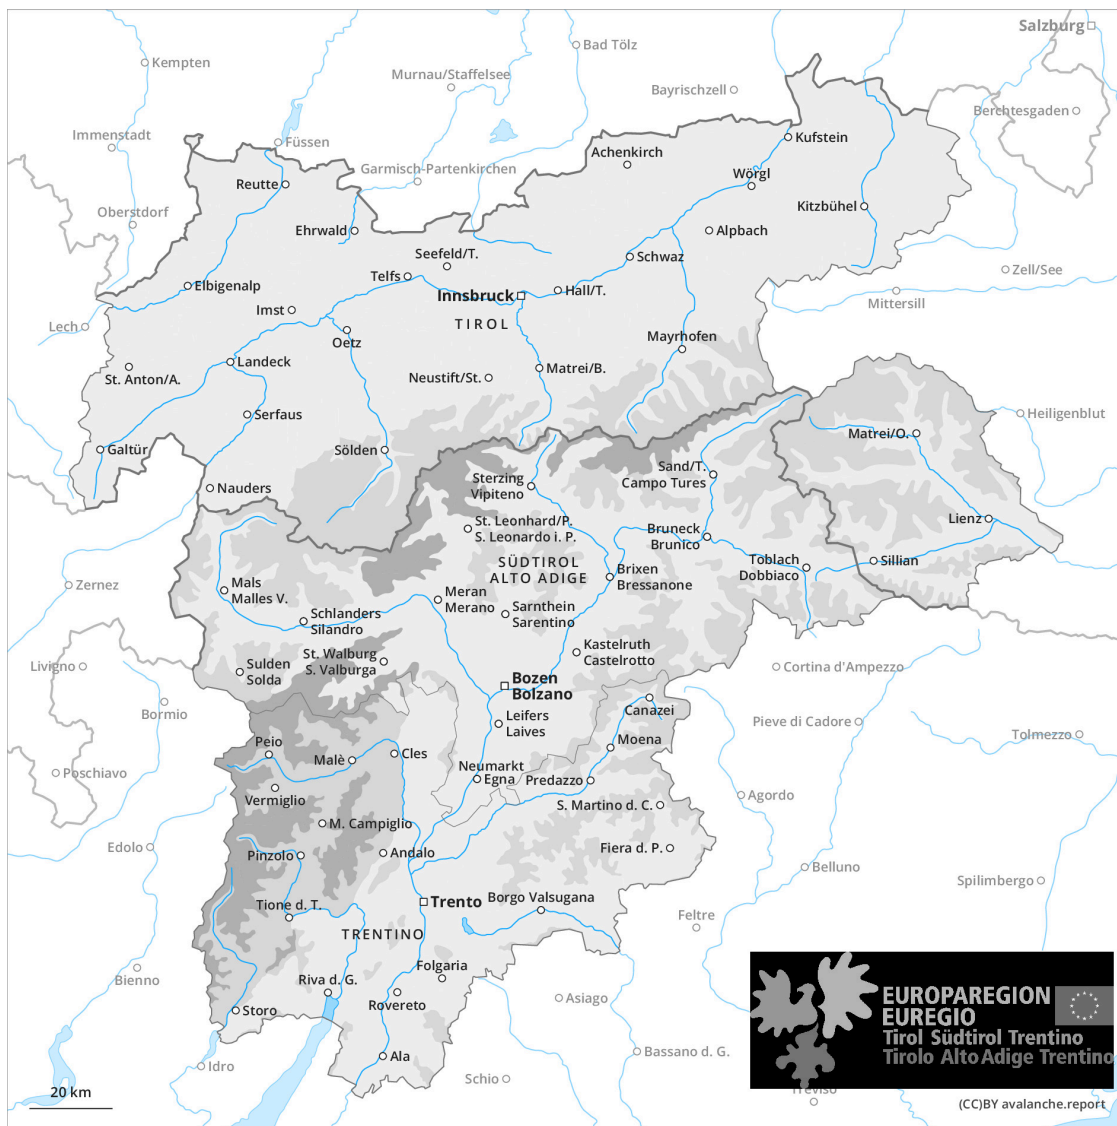 Salzburg
Bad Tölz
Kempten
Murnau/Staffelsee
Bayrischzell
Berchtesgaden
Immenstadt
Füssen
Kufstein
Achenkirch
Garmisch-Partenkirchen
Wörgl
Reutte
Kitzbühel
Oberstdorf
Ehrwald
Alpbach
Seefeld/T.
Schwaz
Zell/See
Telfs
Elbigenalp
Hall/T.
Innsbruck
Mittersill
Imst
TIROL
Lech
Oetz
Mayrhofen
Landeck
Matrei/B.
St. Anton/A.
Neustift/St.
Serfaus
Heiligenblut
Matrei/O.
Galtür
Sölden
Sand/T.
Campo Tures
Sterzing
Vipiteno
Nauders
Lienz
St. Leonhard/P.
S. Leonardo i. P.
Bruneck
Brunico
SÜDTIROL
ALTO ADIGE
Toblach
Dobbiaco
Sillian
Brixen
Bressanone
Zernez
Mals
Malles V.
Meran
Merano
Schlanders
Silandro
Sarnthein
Sarentino
Kastelruth
Castelrotto
St. Walburg
S. Valburga
Livigno
Sulden
Solda
Cortina d'Ampezzo
Bozen
Bolzano
Bormio
Canazei
Leifers
Laives
Pieve di Cadore
Tolmezzo
Moena
Peio
Malè
Cles
Neumarkt
Egna
Predazzo
Poschiavo
Vermiglio
Agordo
S. Martino d. C.
M. Campiglio
Edolo
Pinzolo
Andalo
Fiera d. P.
Belluno
Spilimbergo
Trento
Borgo Valsugana
Tione d. T.
Feltre
TRENTINO
Bienno
Folgaria
Riva d. G.
Rovereto
Asiago
Storo
Ala
Bassano d. G.
Idro
Schio
Treviso
EUROPAREGION
EUREGIO
Tirol Südtirol Trentino
Tirolo Alto Adige Trentino
20 km
(CC)BY avalanche.report